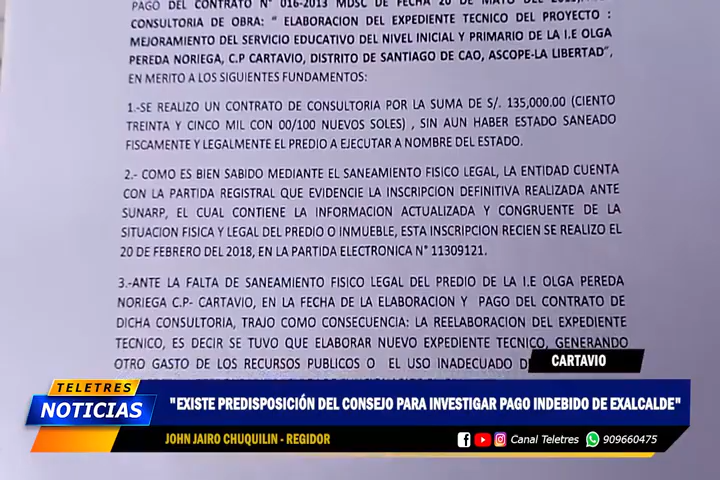 PAGO DEL CONTRATO N° 016-2013 MDSC DE FECHA 20 DE MAYO DEL
CONSULTORIA DE OBRA: " ELABORACION DEL EXPEDIENTE TECNICO DEL PROYECTO :
MEJORAMIENTO DEL SERVICIO EDUCATIVO DEL NIVEL INICIAL Y PRIMARIO DE LA I.E OLGA
PEREDA NORIEGA, C.P CARTAVIO, DISTRITO DE SANTIAGO DE CAO, ASCOPE-LA LIBERTAD",
EN MERITO A LOS SIGUIENTES FUNDAMENTOS:
1.-SE REALIZO UN CONTRATO DE CONSULTORIA POR LA SUMA DE S/. 135,000.00 (CIENTO
TREINTA Y CINCO MIL CON 00/100 NUEVOS SOLES) , SIN AUN HABER ESTADO SANEADO
FISCAMENTE Y LEGALMENTE EL PREDIO A EJECUTAR A NOMBRE DEL ESTADO.
2.- COMO ES BIEN SABIDO MEDIANTE EL SANEAMIENTO FISICO LEGAL, LA ENTIDAD CUENTA
CON LA PARTIDA REGISTRAL QUE EVIDENCIE LA INSCRIPCION DEFINITIVA REALIZADA ANTE
SUNARP, EL CUAL CONTIENE LA INFORMACION ACTUALIZADA Y CONGRUENTE DE LA
SITUACION FISICA Y LEGAL DEL PREDIO O INMUEBLE, ESTA INSCRIPCION RECIEN SE REALIZO EL
20 DE FEBRERO DEL 2018, EN LA PARTIDA ELECTRONICA N° 11309121.
3.-ANTE LA FALTA DE SANEAMIENTO FISICO LEGAL DEL PREDIO DE LA I.E OLGA PEREDA
NORIEGA C.P- CARTAVIO, EN LA FECHA DE LA ELABORACION Y PAGO DEL CONTRATO DE
DICHA CONSULTORIA, TRAJO COMO CONSECUENCIA: LA REELABORACION DEL EXPEDIENTE
TECNICO, ES DECIR SE TUVO QUE ELABORAR NUEVO EXPEDIENTE TECNICO, GENERANDO
OTRO GASTO DE LOS RECURSOS PUBLICOS O EL USO INADECUADO
CARTAVIO
TELETRES
NOTICIAS
"EXISTE PREDISPOSICIÓN DEL CONSEJO PARA INVESTIGAR PAGO INDEBIDO DE EXALCALDE"
JOHN JAIRO CHUQUILIN - REGIDOR
Canal Teletres
909660475